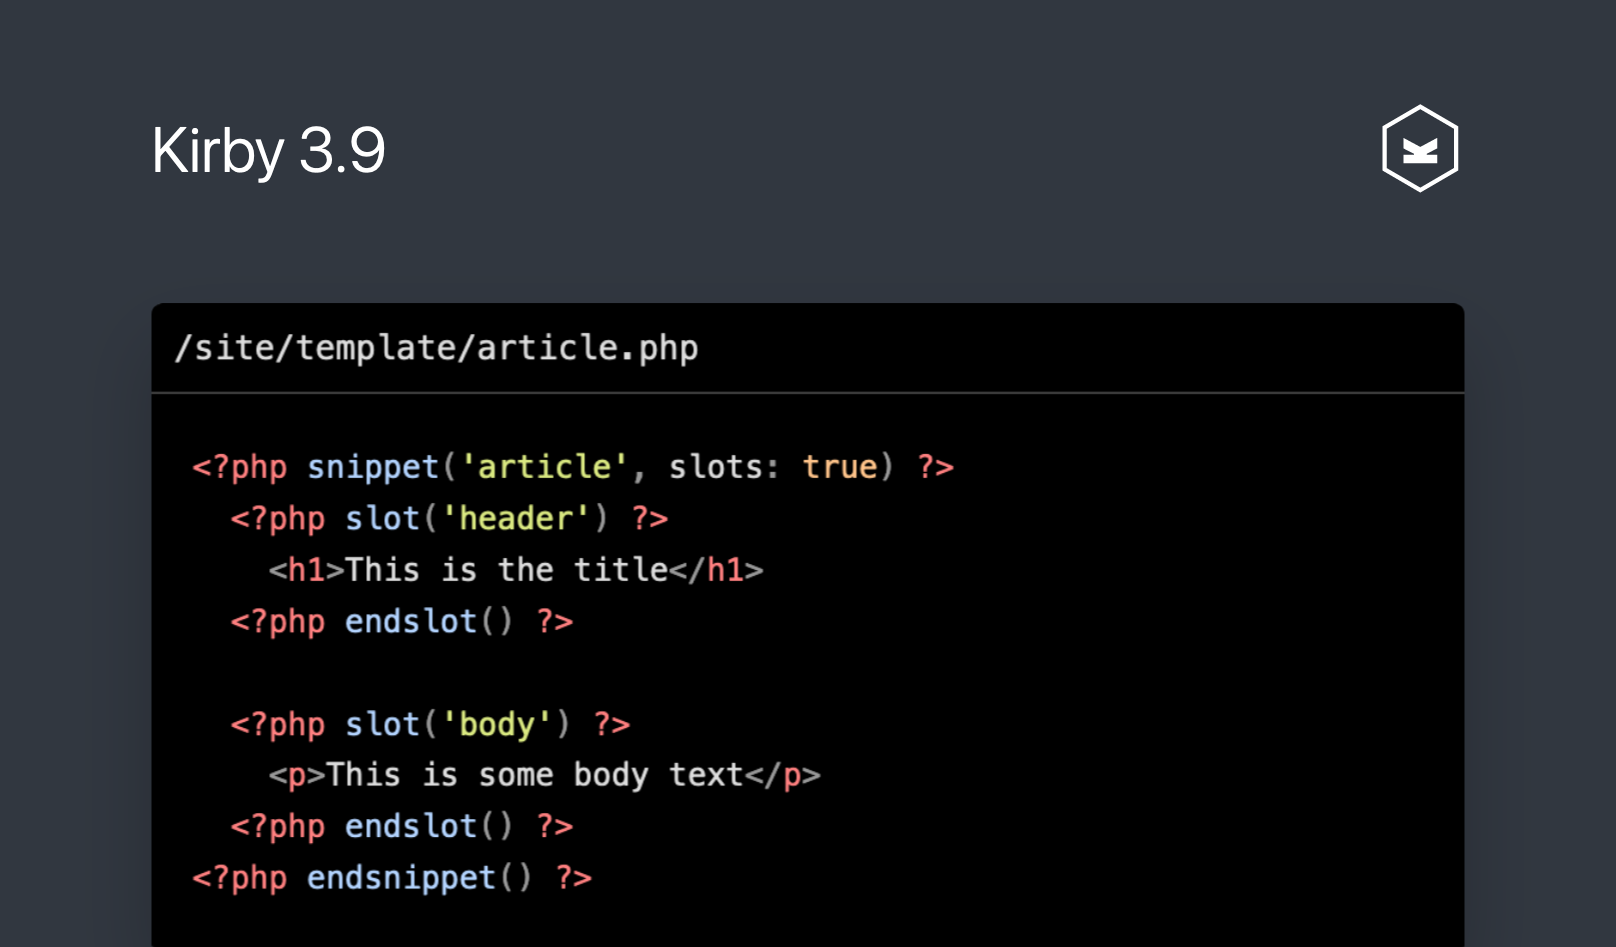 Kirby 3.9
/site/template/article.php
<?php snippet('article', slots: true) ?>
<?php slot('header') ?>
<h1>This is the title</h1>
<?php endslot() ?>
<?php slot('body') ?>
<p>This is some body text</p>
<?php endslot() ?>
<?php endsnippet() ?>